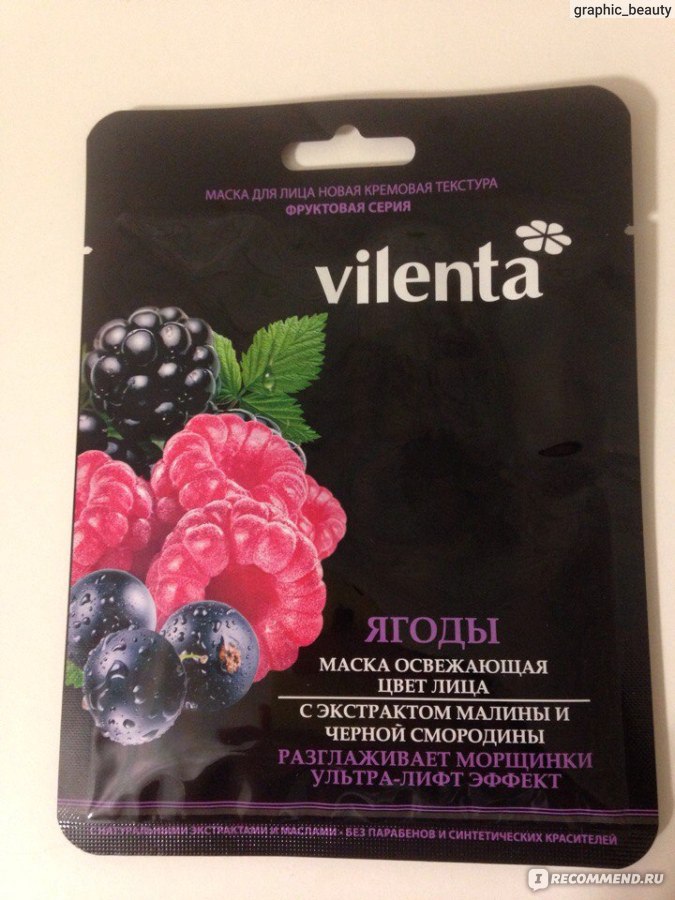 graphic_beauty
МАСКА ДЛЯ ЛИЦА НОВАЯ КРЕМОВАЯ ТЕКСТУРА
ФРУКТОВАЯ СЕРИЯ
vilenta
ЯГОДЫ
МАСКА ОСВЕЖАЮЩАЯ
ЦВЕТ ЛИЦА
С ЭКСТРАКТОМ МАЛИНЫ И
ЧЕРНОЙ СМОРОДИНЫ
РАЗГЛАЖИВАЕТ МОРЩИНКИ
УЛЬТРА-ЛИФТ ЭФФЕКТ
С НАТУРАЛЬНЫМИ ЭКСТРАКТАМИ И МАСЛАМИ - БЕЗ ПАРАБЕНОВ И СИНТЕТИЧЕСКИХ КРАСИТЕЛЕЙ
IRECOMMEND.RU